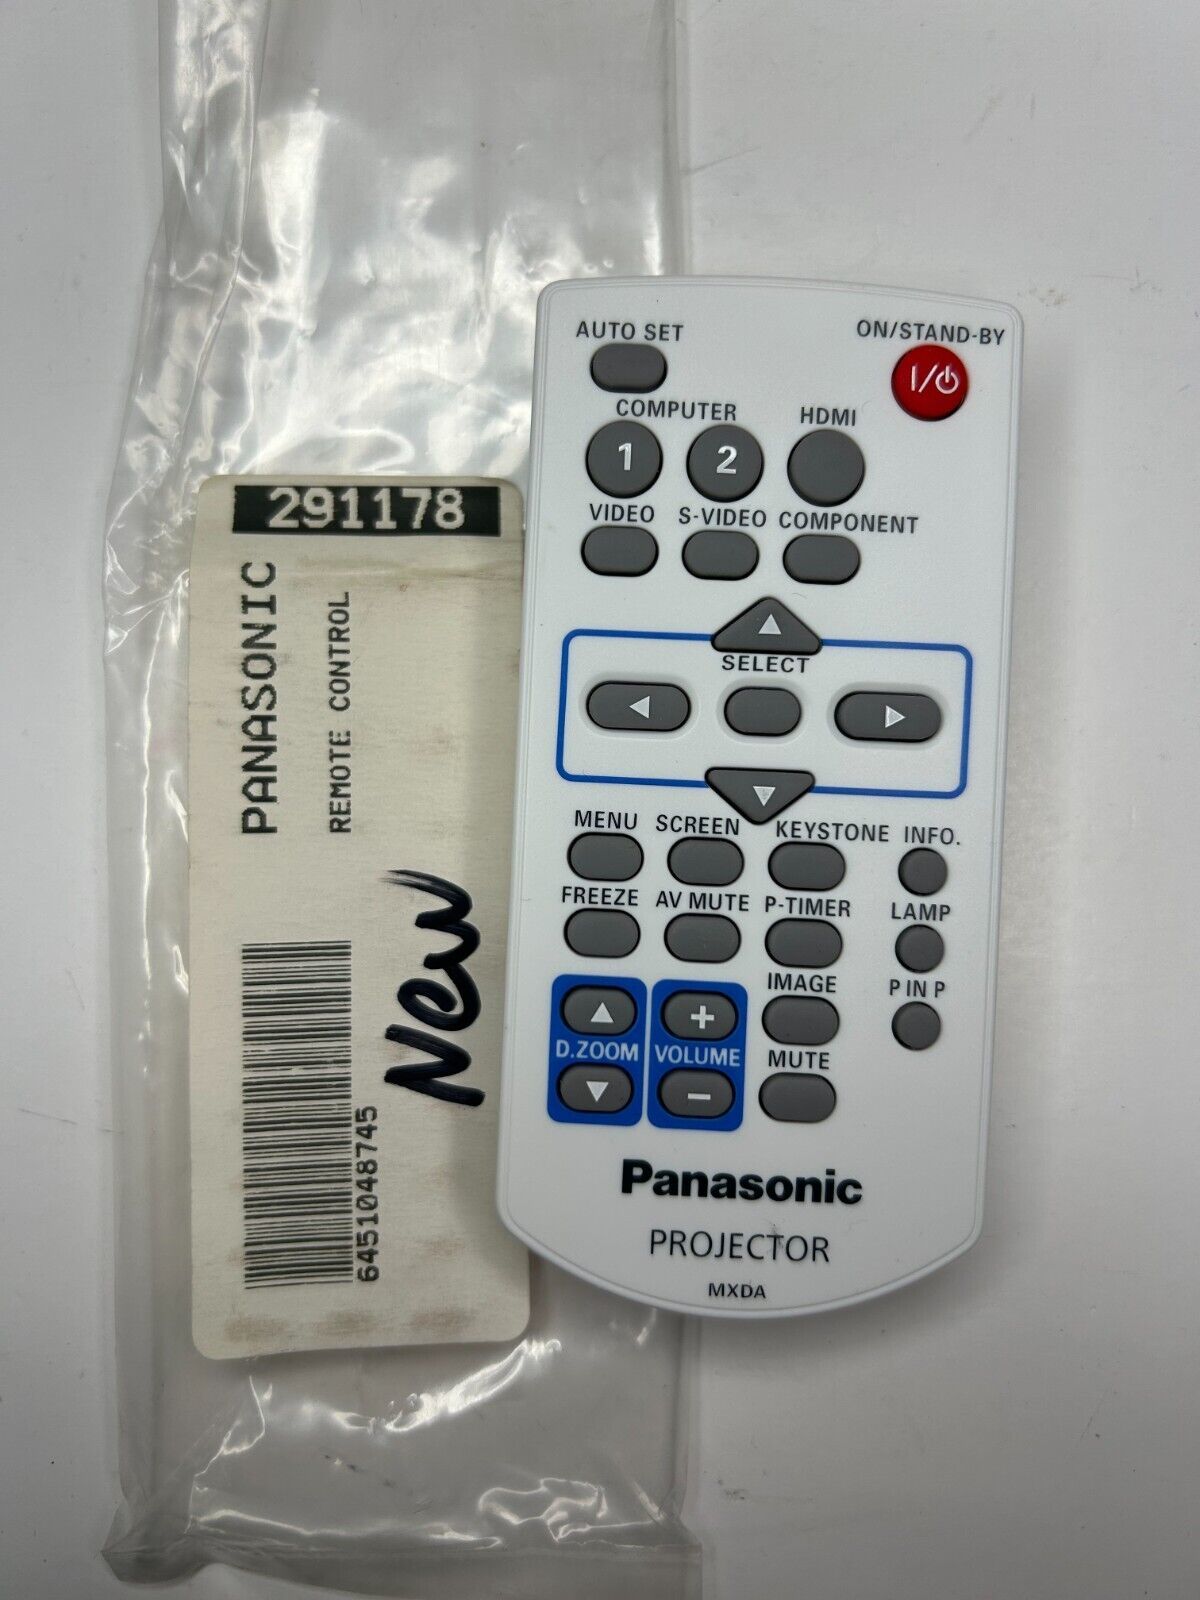 291178
PANASONIC
REMOTE CONTROL
New
6451048745
AUTO SET
ON/STAND-BY
I/⏻
COMPUTER
HDMI
1 2
VIDEO S-VIDEO COMPONENT
▲
SELECT
◀ ▶
▼
MENU SCREEN KEYSTONE INFO.
FREEZE AV MUTE P-TIMER LAMP
IMAGE P IN P
▲ +
D.ZOOM VOLUME MUTE
▼ −
Panasonic
PROJECTOR
MXDA